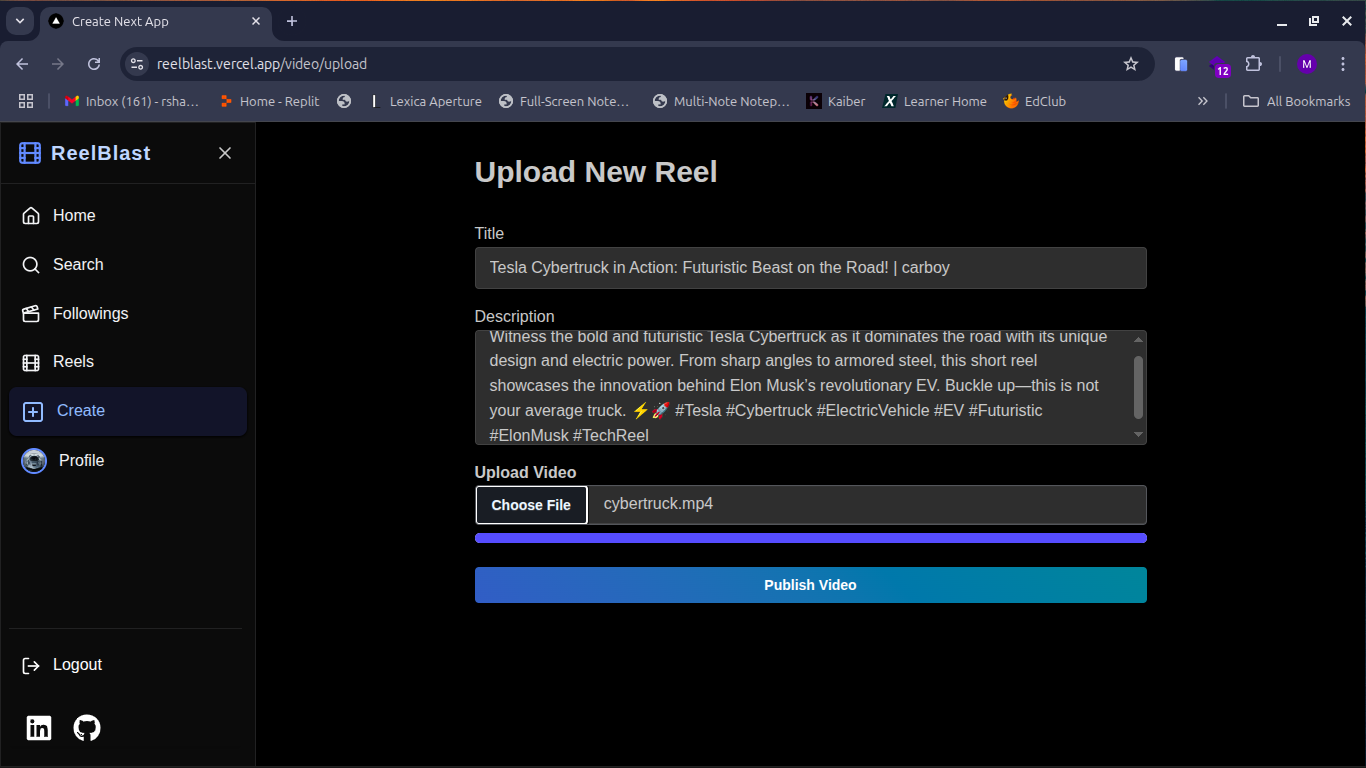 Create Next App
reelblast.vercel.app/video/upload
M
12
Inbox (161) - rsha…
Home - Replit
Lexica Aperture
Full-Screen Note…
Multi-Note Notep…
Kaiber
Learner Home
EdClub
All Bookmarks
ReelBlast
Home
Search
Followings
Reels
Create
Profile
Logout
in
Upload New Reel
Title
Tesla Cybertruck in Action: Futuristic Beast on the Road! | carboy
Description
Witness the bold and futuristic Tesla Cybertruck as it dominates the road with its unique
design and electric power. From sharp angles to armored steel, this short reel
showcases the innovation behind Elon Musk’s revolutionary EV. Buckle up—this is not
your average truck. ⚡🚀 #Tesla #Cybertruck #ElectricVehicle #EV #Futuristic
#ElonMusk #TechReel
Upload Video
Choose File cybertruck.mp4
Publish Video